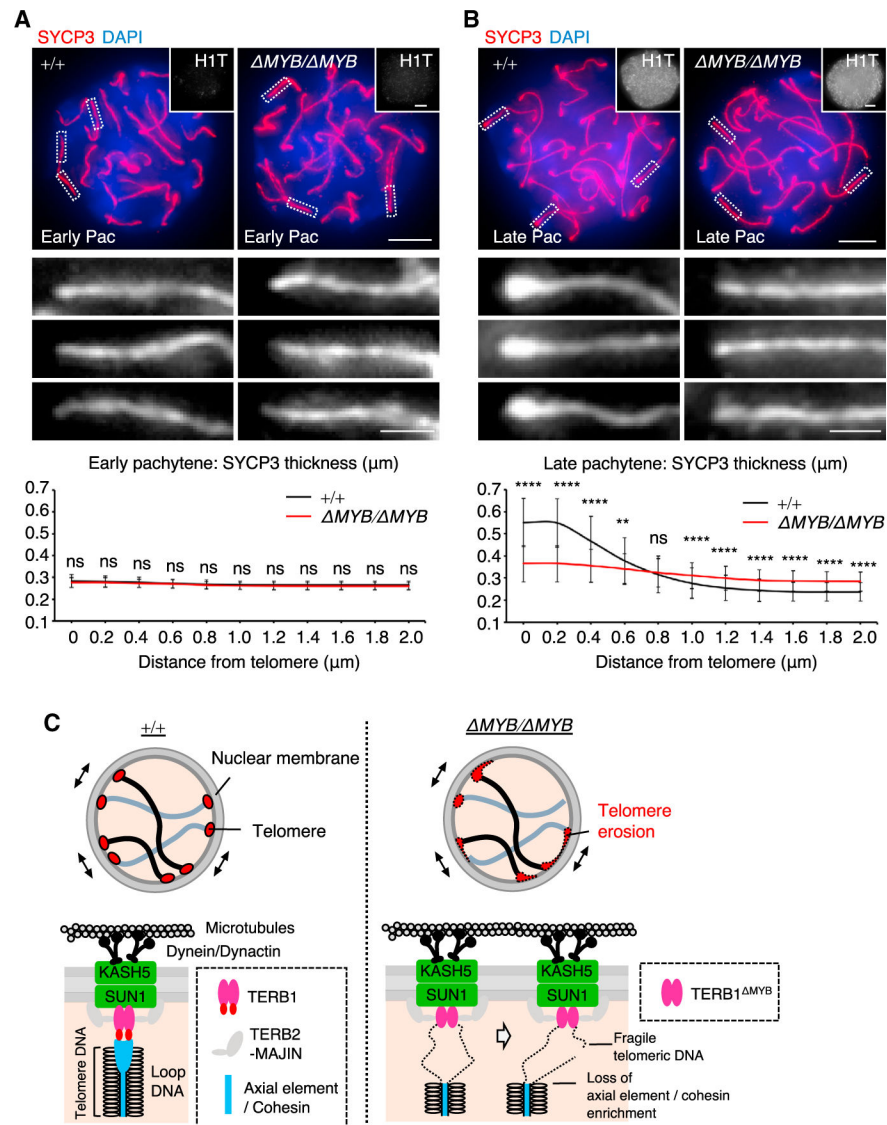 A
SYCP3 DAPI
+/+
H1T
ΔMYB/ΔMYB
H1T
Early Pac
Early Pac
Early pachytene: SYCP3 thickness (μm)
0.7
0.6
0.5
0.4
0.3
0.2
0.1
+/+
ΔMYB/ΔMYB
ns ns ns ns ns ns ns ns ns ns ns
0 0.2 0.4 0.6 0.8 1.0 1.2 1.4 1.6 1.8 2.0
Distance from telomere (μm)
B
SYCP3 DAPI
+/+
H1T
ΔMYB/ΔMYB
H1T
Late Pac
Late Pac
Late pachytene: SYCP3 thickness (μm)
0.7
0.6
0.5
0.4
0.3
0.2
0.1
+/+
ΔMYB/ΔMYB
**** **** **** ** ns **** **** **** **** **** ****
0 0.2 0.4 0.6 0.8 1.0 1.2 1.4 1.6 1.8 2.0
Distance from telomere (μm)
C
+/+
Nuclear membrane
Telomere
Microtubules
Dynein/Dynactin
KASH5
SUN1
Telomere DNA
Loop
DNA
TERB1
TERB2
-MAJIN
Axial element
/ Cohesin
ΔMYB/ΔMYB
Telomere
erosion
KASH5
SUN1
KASH5
SUN1
TERB1ΔMYB
Fragile
telomeric DNA
Loss of
axial element / cohesin
enrichment